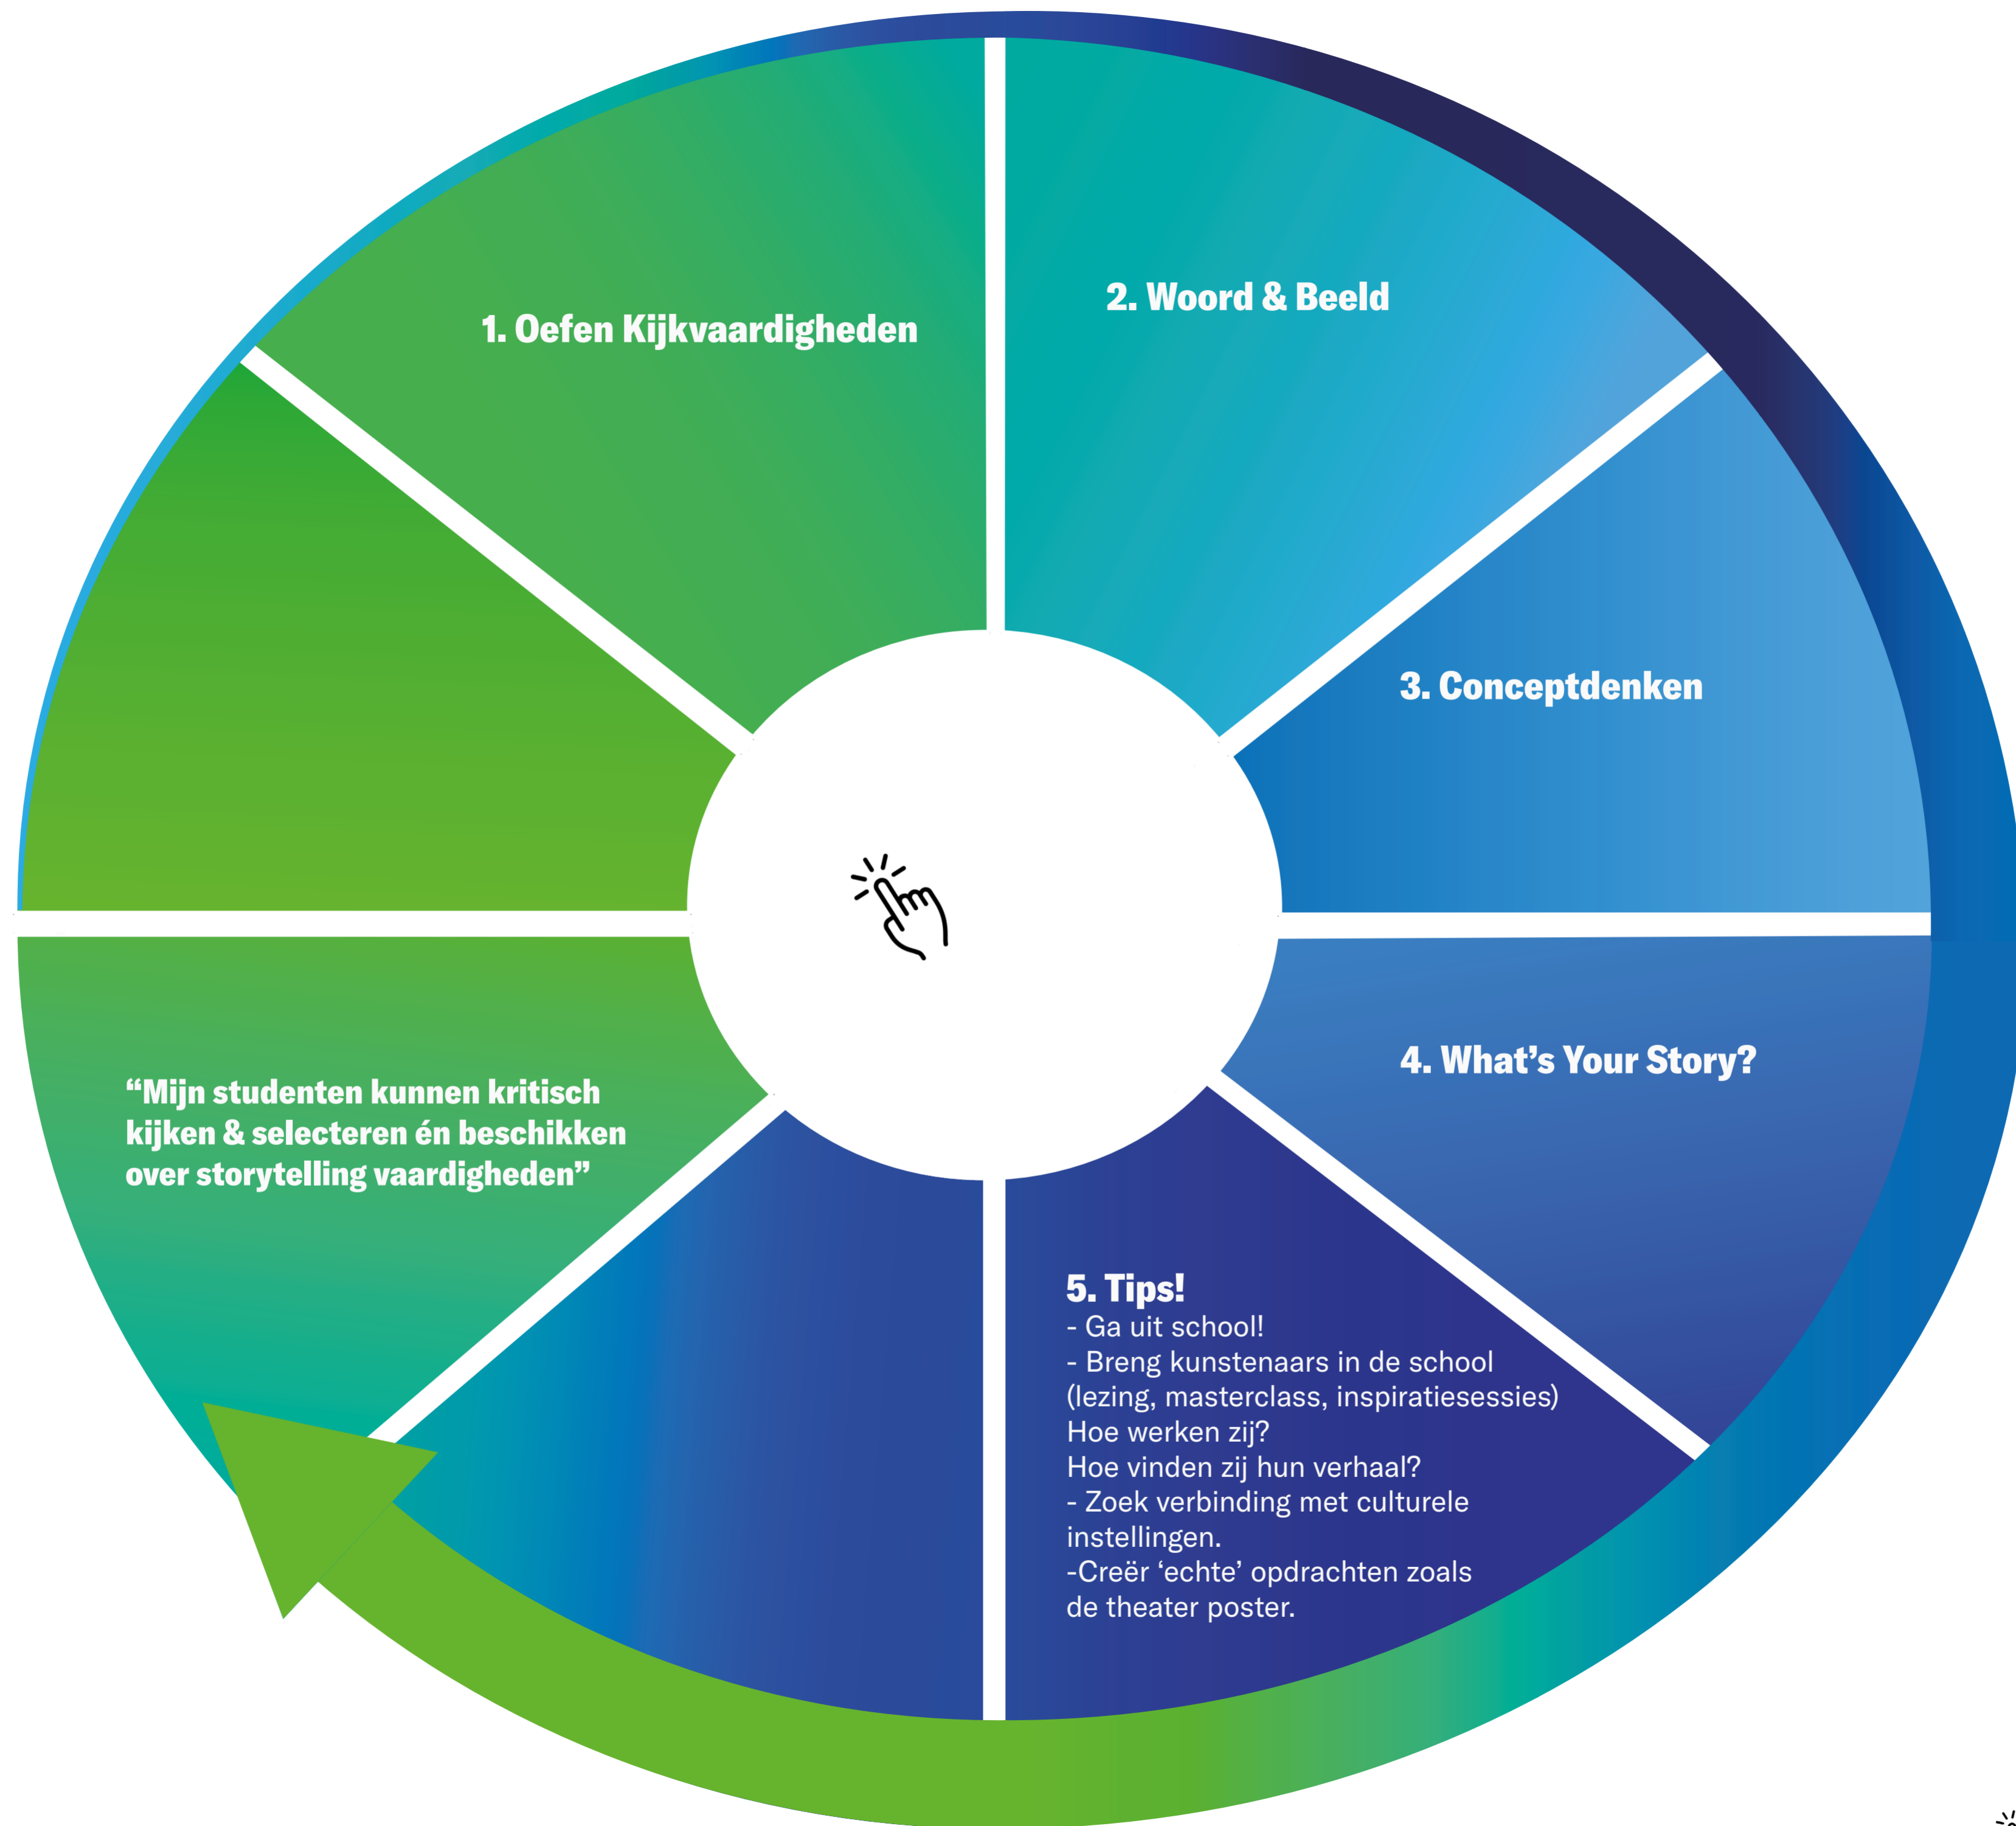 1. Oefen Kijkvaardigheden
2. Woord & Beeld
3. Conceptdenken
4. What’s Your Story?
5. Tips!
- Ga uit school!
- Breng kunstenaars in de school
(lezing, masterclass, inspiratiesessies)
Hoe werken zij?
Hoe vinden zij hun verhaal?
- Zoek verbinding met culturele
instellingen.
-Creër ‘echte’ opdrachten zoals
de theater poster.
“Mijn studenten kunnen kritisch
kijken & selecteren én beschikken
over storytelling vaardigheden”